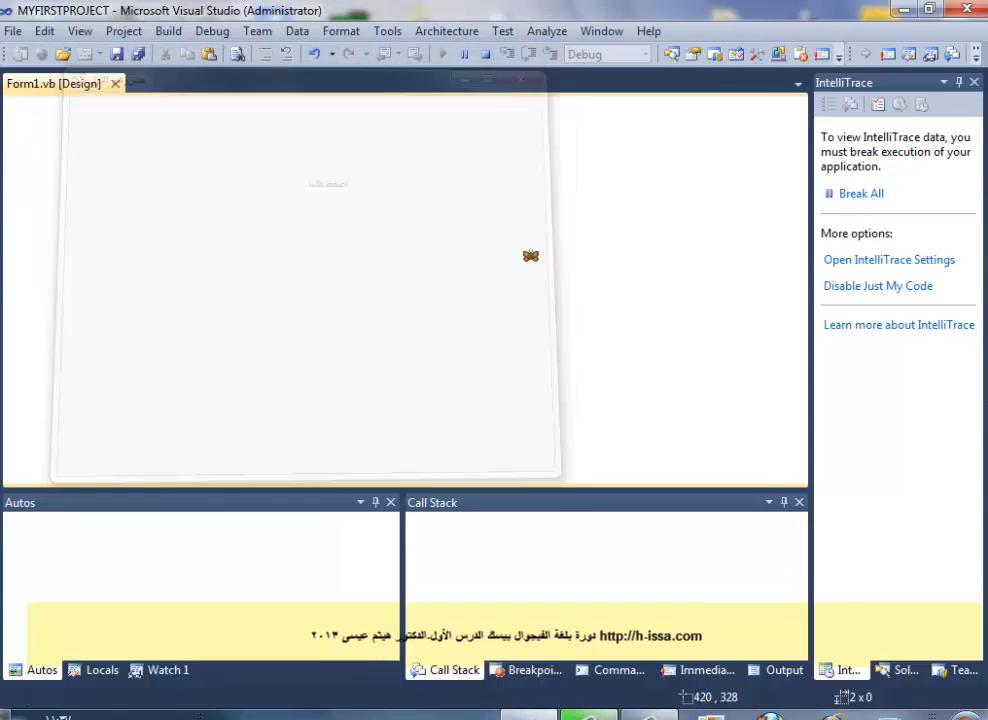 MYFIRSTPROJECT - Microsoft Visual Studio (Administrator)
File Edit View Project Build Debug Team Data Format Tools Architecture Test Analyze Window Help
Debug
Form1.vb [Design]
IntelliTrace
To view IntelliTrace data, you
must break execution of your
application.
Break All
More options:
Open IntelliTrace Settings
Disable Just My Code
Learn more about IntelliTrace
Autos
Call Stack
http://h-issa.com دورة بلغة الفيجوال بيسك الدرس الأول.الدكتور هيثم عيسى ٢٠١٣
Autos Locals Watch 1
Call Stack Breakpoi... Comma... Immedia... Output
Int... Sol... Tea...
420 , 328 2 x 0